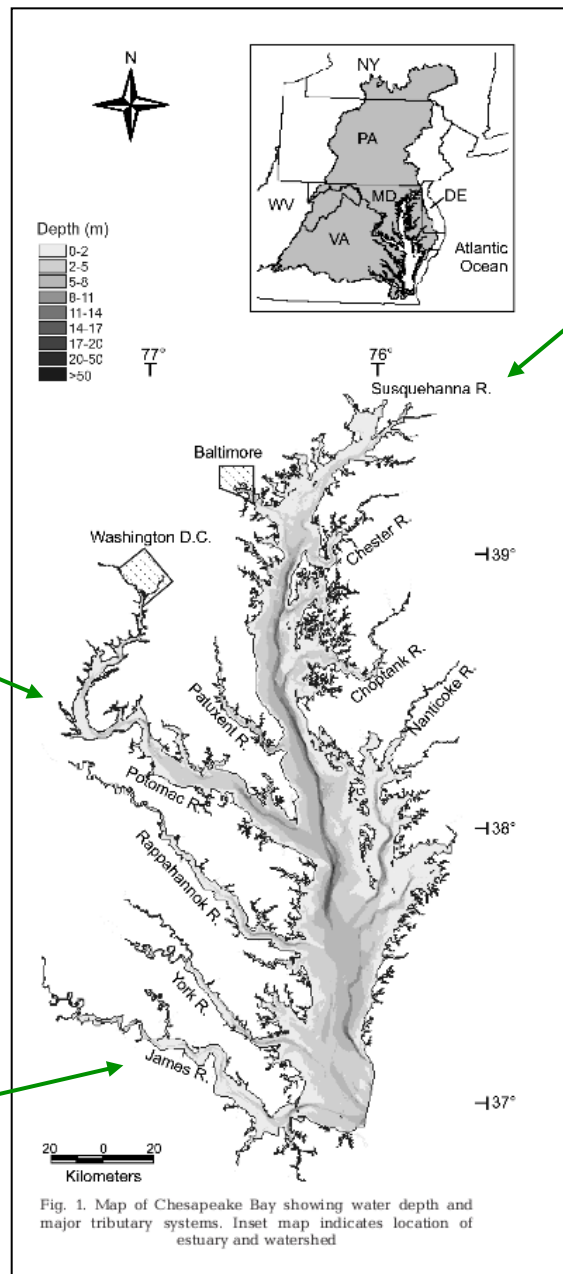 N
NY
PA
WV
MD
DE
VA
Atlantic
Ocean
Depth (m)
0-2
2-5
5-8
8-11
11-14
14-17
17-20
20-50
>50
77°
76°
Susquehanna R.
Baltimore
Washington D.C.
Chester R.
39°
Choptank R.
Nanticoke R.
Patuxent R.
Potomac R.
38°
Rappahannok R.
York R.
James R.
37°
20 0 20
Kilometers
Fig. 1. Map of Chesapeake Bay showing water depth and
major tributary systems. Inset map indicates location of
estuary and watershed